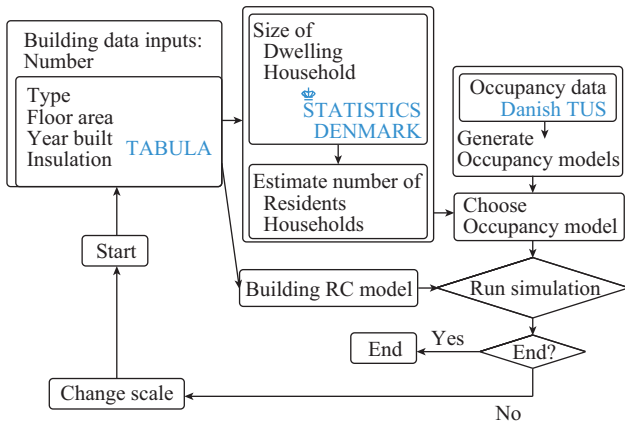 Building data inputs:
Number
Type
Floor area
Year built
Insulation
TABULA
Size of
Dwelling
Household
STATISTICS
DENMARK
Estimate number of
Residents
Households
Occupancy data
Danish TUS
Generate
Occupancy models
Choose
Occupancy model
Start
Building RC model
Run simulation
End
Yes
End?
Change scale
No